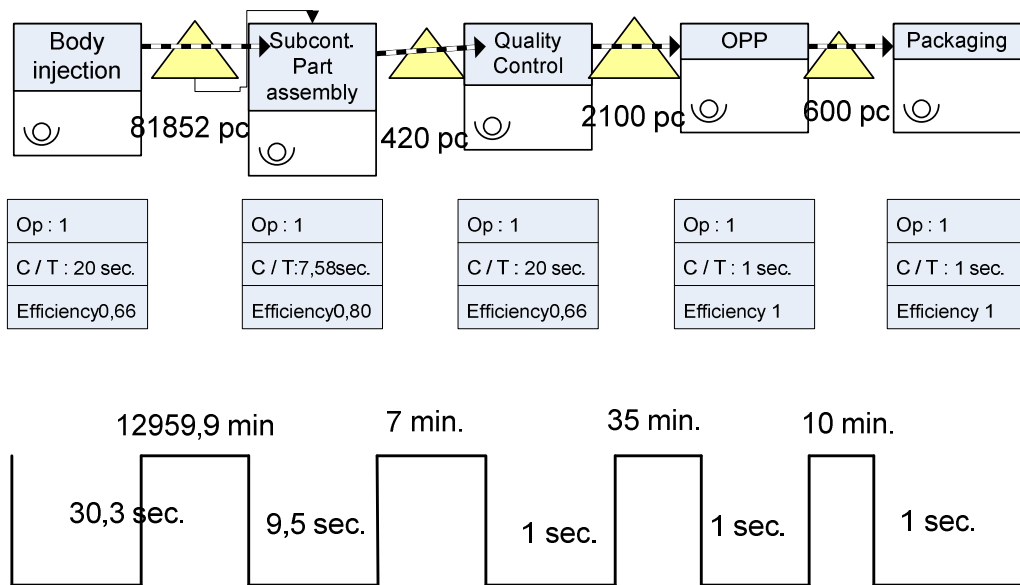 Body
injection
Subcont.
Part
assembly
Quality
Control
OPP
Packaging
81852 pc
420 pc
2100 pc
600 pc
Op : 1
C / T : 20 sec.
Efficiency0,66
Op : 1
C / T:7,58sec.
Efficiency0,80
Op : 1
C / T : 20 sec.
Efficiency0,66
Op : 1
C / T : 1 sec.
Efficiency 1
Op : 1
C / T : 1 sec.
Efficiency 1
12959,9 min
7 min.
35 min.
10 min.
30,3 sec.
9,5 sec.
1 sec.
1 sec.
1 sec.